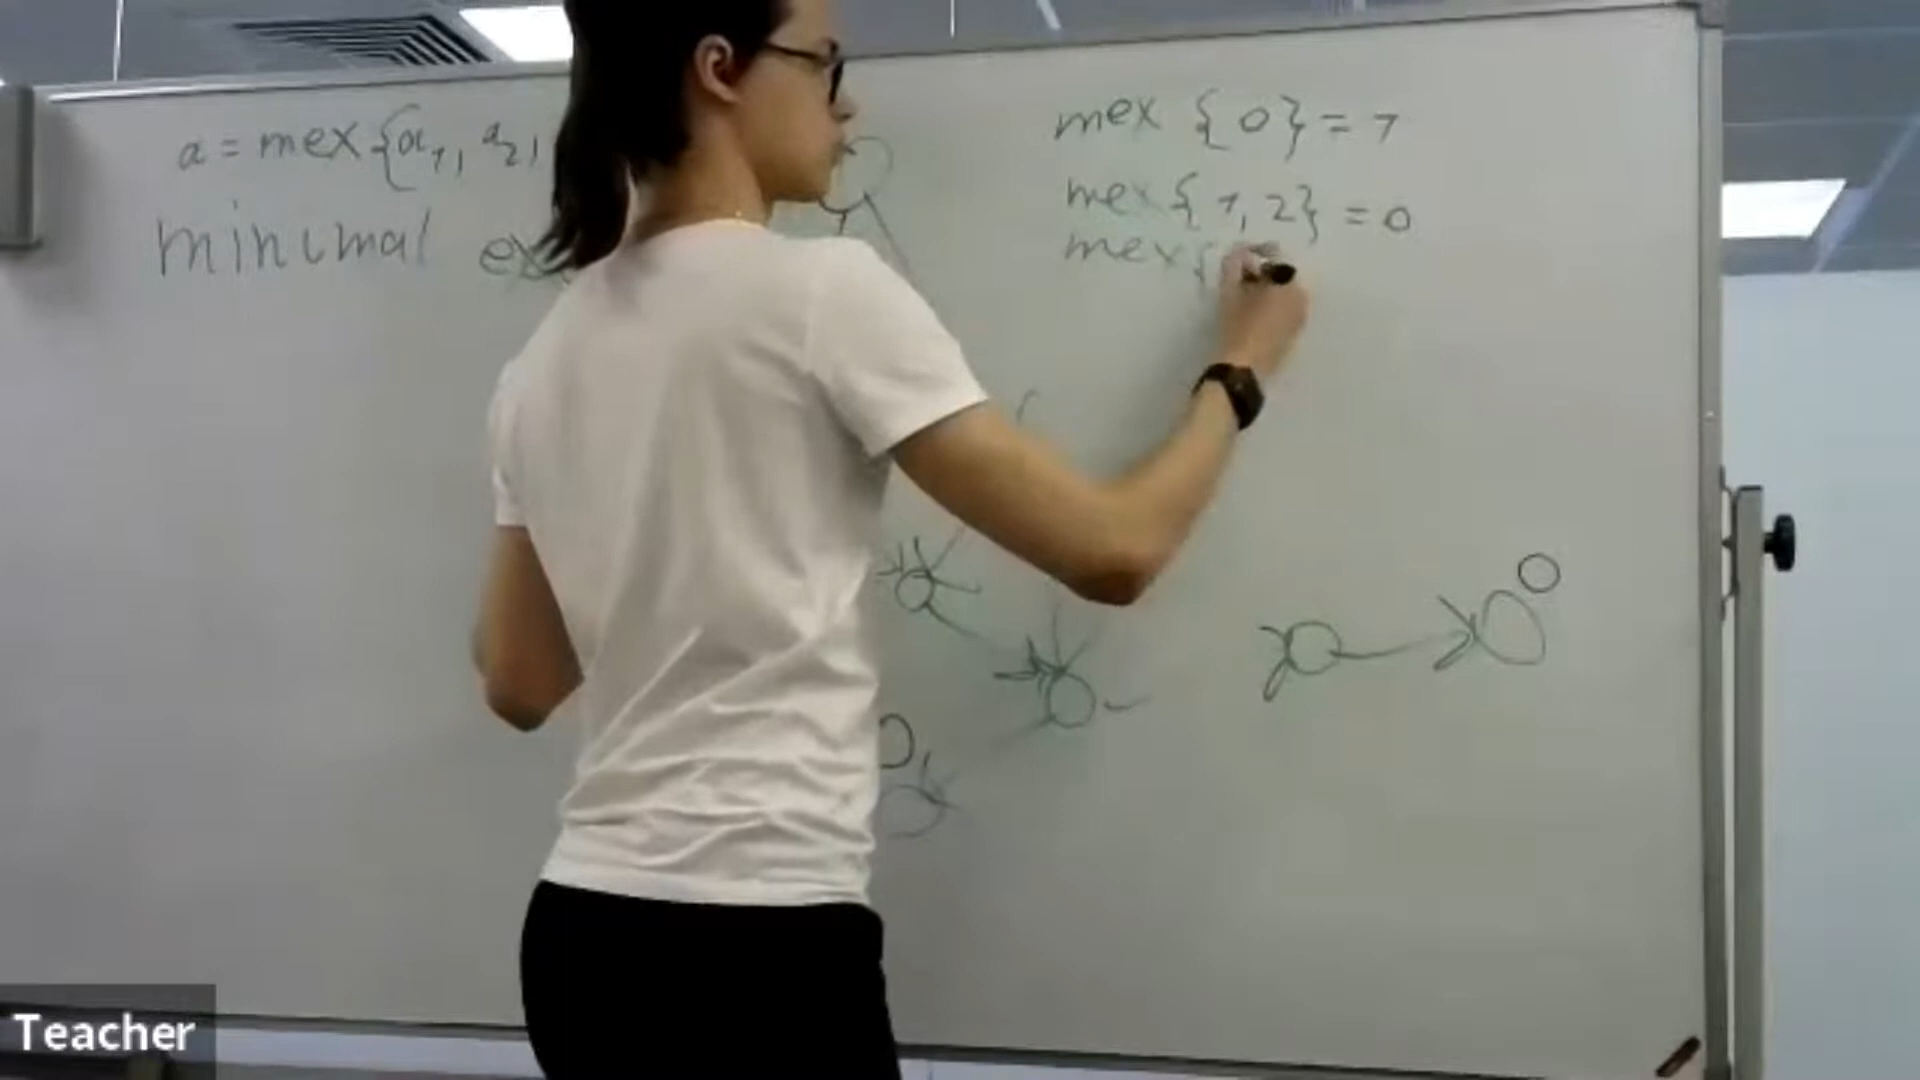 a = mex{a₁, a₂,
minimal ex
mex {0} = 1
mex {1, 2} = 0
mex {
0
Teacher